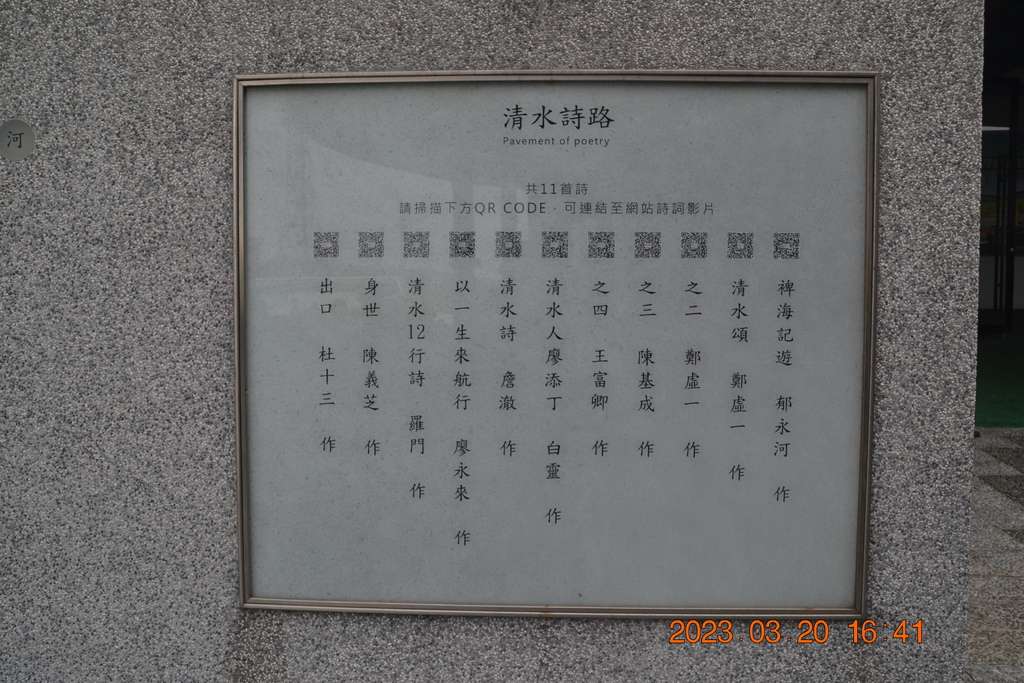 河
清水詩路
Pavement of poetry
共11首詩
請掃描下方QR CODE，可連結至網站詩詞影片
裨海記遊 郁永河 作
清水頌 鄭虛一 作
之二 鄭虛一 作
之三 陳基成 作
之四 王富卿 作
清水人廖添丁 白靈 作
清水詩 詹澈 作
以一生來航行 廖永來 作
清水12行詩 羅門 作
身世 陳義芝 作
出口 杜十三 作
2023 03.20 16:41